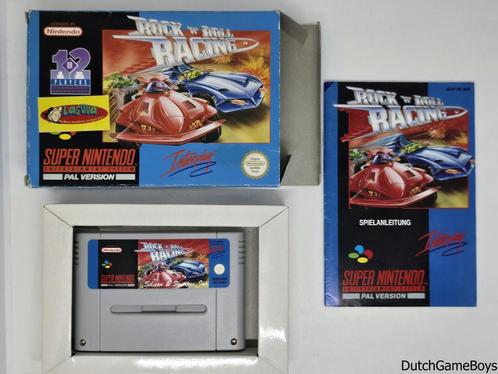 LICENSED BY
Nintendo
ROCK N' ROLL
RACING
12
PLAYERS
Laguna
SUPER NINTENDO
ENTERTAINMENT SYSTEM
PAL VERSION
Interplay
ROCK N' ROLL
RACING
SPIELANLEITUNG
Interplay
SUPER NINTENDO
ENTERTAINMENT SYSTEM
PAL VERSION
Nintendo
ROCK N' ROLL
RACING
SUPER NINTENDO
DutchGameBoys